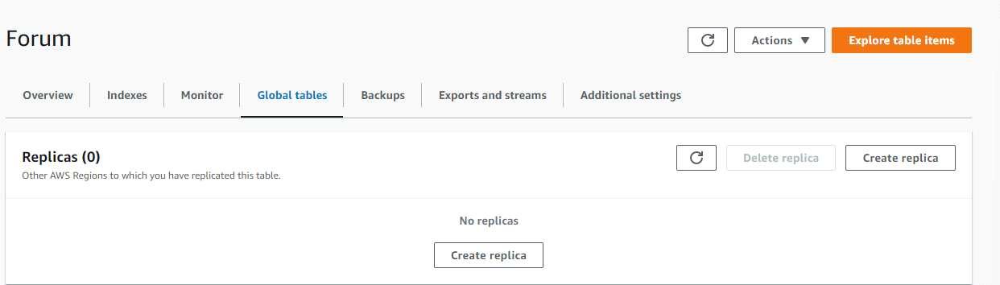 Forum
Actions
Explore table items
Overview
Indexes
Monitor
Global tables
Backups
Exports and streams
Additional settings
Replicas (0)
Other AWS Regions to which you have replicated this table.
Delete replica
Create replica
No replicas
Create replica